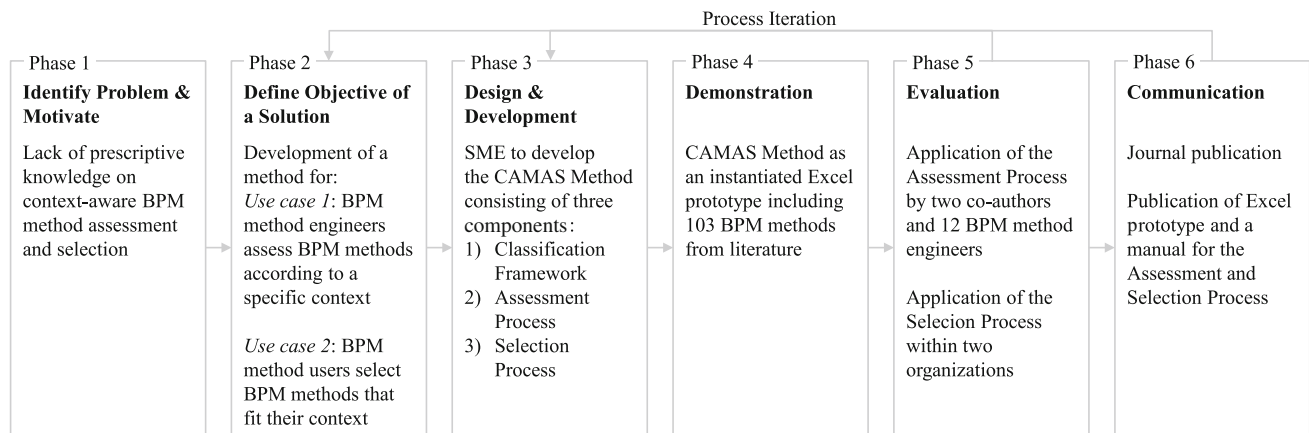 Process Iteration
Phase 1
Identify Problem &
Motivate
Lack of prescriptive
knowledge on
context-aware BPM
method assessment
and selection
Phase 2
Define Objective of
a Solution
Development of a
method for:
Use case 1: BPM
method engineers
assess BPM methods
according to a
specific context
Use case 2: BPM
method users select
BPM methods that
fit their context
Phase 3
Design &
Development
SME to develop
the CAMAS Method
consisting of three
components:
1) Classification
Framework
2) Assessment
Process
3) Selection
Process
Phase 4
Demonstration
CAMAS Method as
an instantiated Excel
prototype including
103 BPM methods
from literature
Phase 5
Evaluation
Application of the
Assessment Process
by two co-authors
and 12 BPM method
engineers
Application of the
Selecion Process
within two
organizations
Phase 6
Communication
Journal publication
Publication of Excel
prototype and a
manual for the
Assessment and
Selection Process